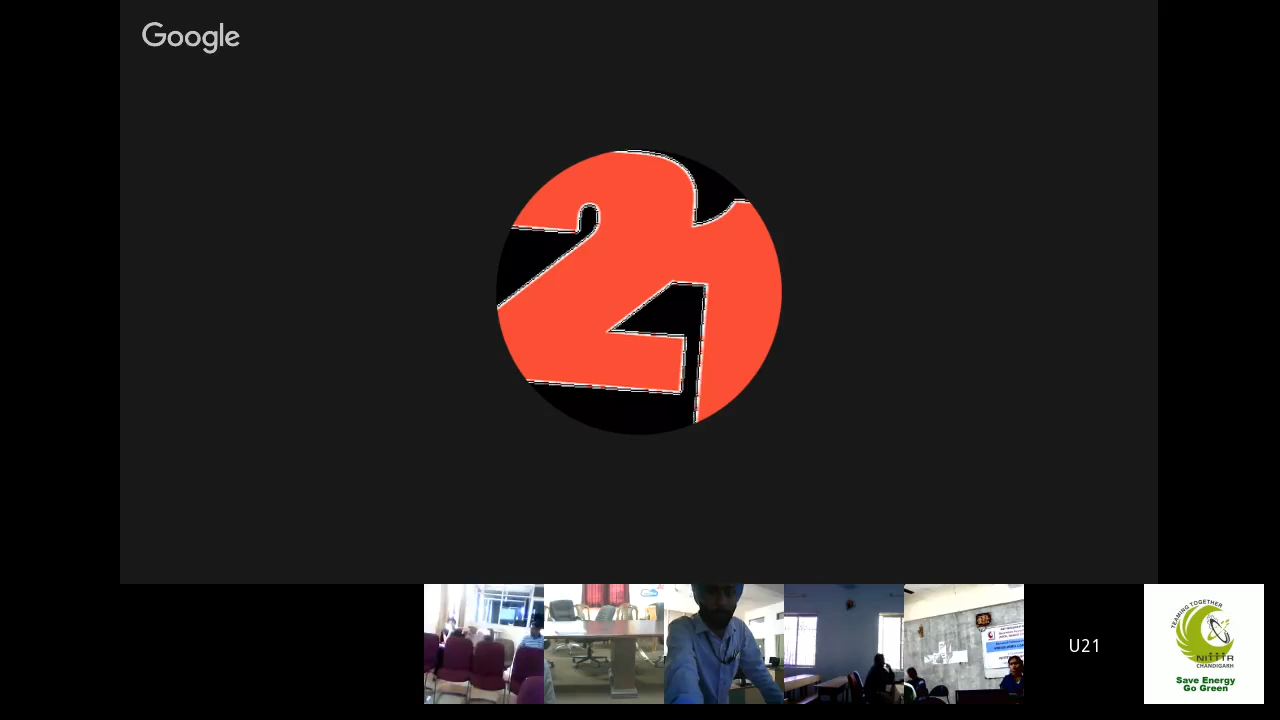 Google
21
U21
TEAMING TOGETHER
NITTTR
CHANDIGARH
Save Energy
Go Green